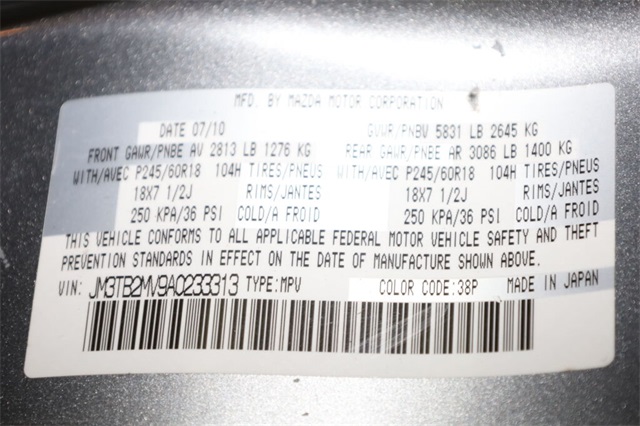 MFD. BY MAZDA MOTOR CORPORATION
DATE 07/10 GVWR/PNBV 5831 LB 2645 KG
FRONT GAWR/PNBE AV 2813 LB 1276 KG REAR GAWR/PNBE AR 3086 LB 1400 KG
WITH/AVEC P245/60R18 104H TIRES/PNEUS WITH/AVEC P245/60R18 104H TIRES/PNEUS
18X7 1/2J RIMS/JANTES 18X7 1/2J RIMS/JANTES
250 KPA/36 PSI COLD/A FROID 250 KPA/36 PSI COLD/A FROID
THIS VEHICLE CONFORMS TO ALL APPLICABLE FEDERAL MOTOR VEHICLE SAFETY AND THEFT
PREVENTION STANDARDS IN EFFECT ON THE DATE OF MANUFACTURE SHOWN ABOVE.
VIN: JM3TB2MV9A0233313 TYPE:MPV COLOR CODE:38P MADE IN JAPAN